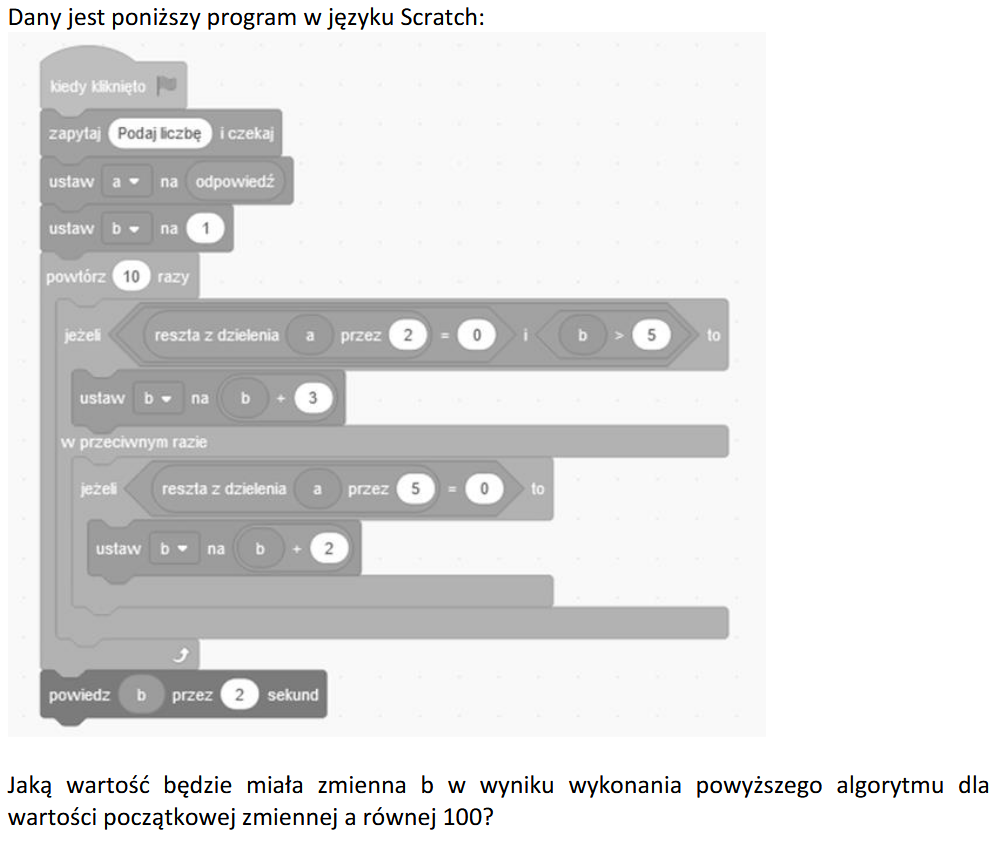 Dany jest poniższy program w języku Scratch:
kiedy kliknięto
zapytaj Podaj liczbę i czekaj
ustaw a na odpowiedź
ustaw b na 1
powtórz 10 razy
jeżeli reszta z dzielenia a przez 2 = 0 i b > 5 to
ustaw b na b + 3
w przeciwnym razie
jeżeli reszta z dzielenia a przez 5 = 0 to
ustaw b na b + 2
powiedz b przez 2 sekund
Jaką wartość będzie miała zmienna b w wyniku wykonania powyższego algorytmu dla
wartości początkowej zmiennej a równej 100?